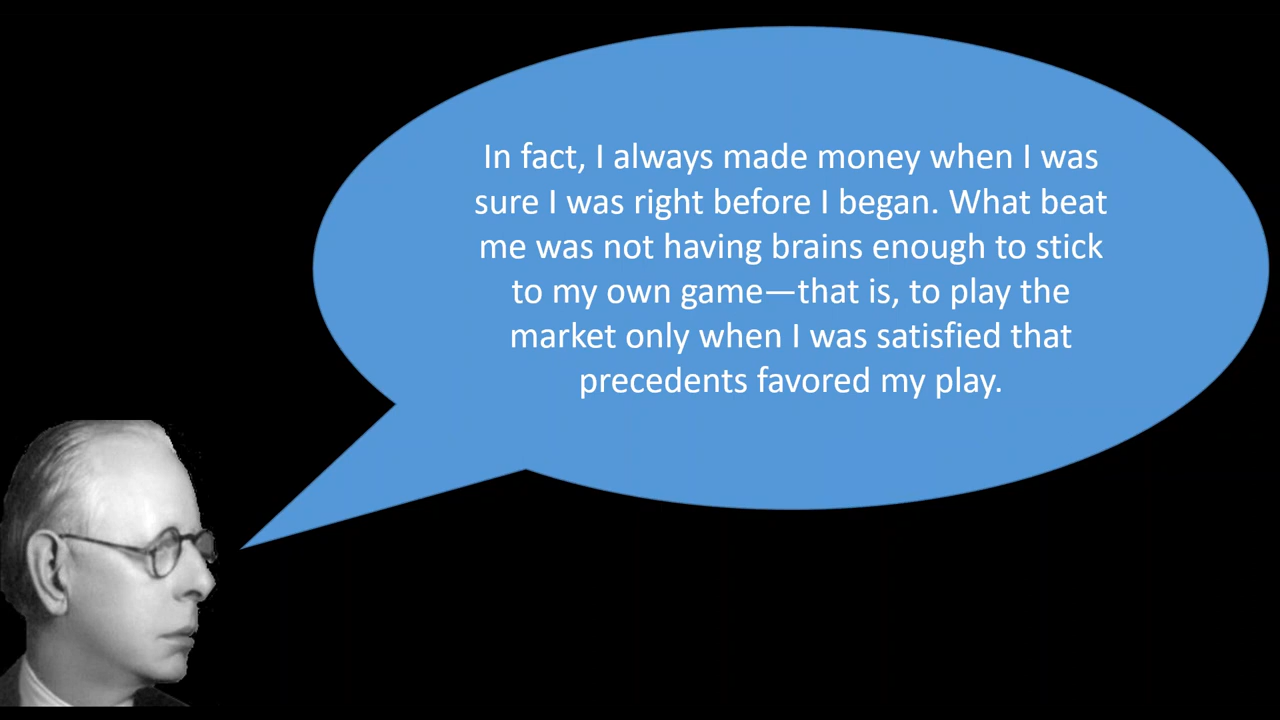 In fact, I always made money when I was
sure I was right before I began. What beat
me was not having brains enough to stick
to my own game—that is, to play the
market only when I was satisfied that
precedents favored my play.